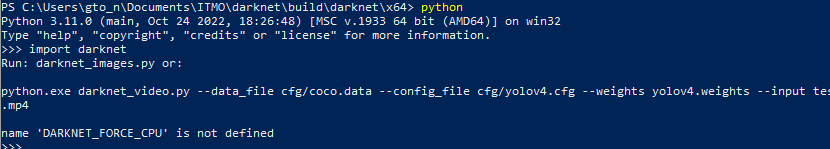 PS C:\Users\gto_n\Documents\ITMO\darknet\build\darknet\x64> python
Python 3.11.0 (main, Oct 24 2022, 18:26:48) [MSC v.1933 64 bit (AMD64)] on win32
Type "help", "copyright", "credits" or "license" for more information.
>>> import darknet
Run: darknet_images.py or:
python.exe darknet_video.py --data_file cfg/coco.data --config_file cfg/yolov4.cfg --weights yolov4.weights --input tes
.mp4
name 'DARKNET_FORCE_CPU' is not defined
>>>